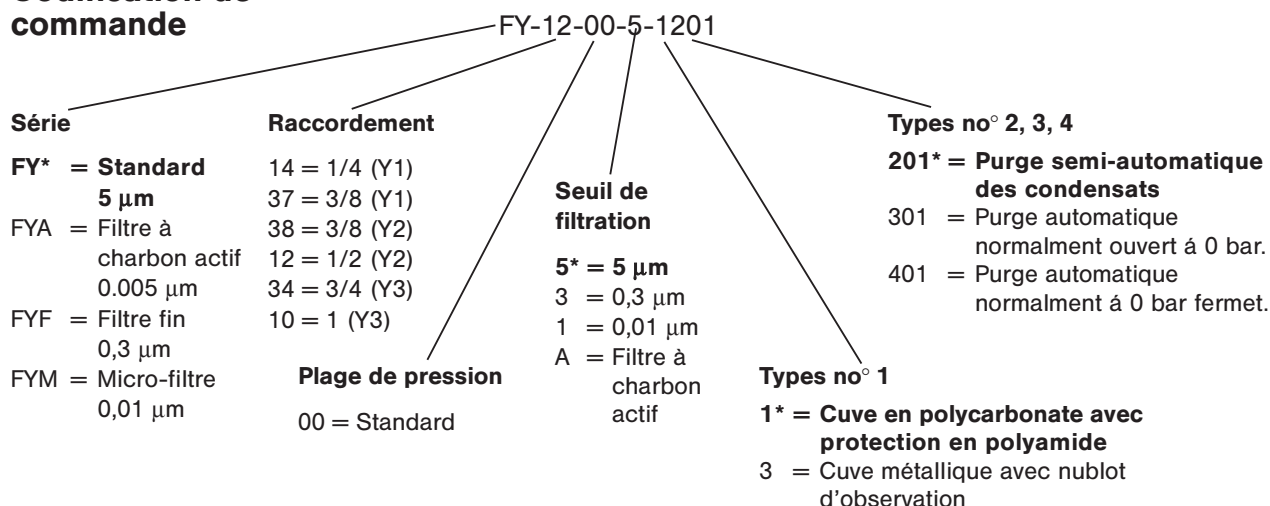 commande
FY-12-00-5-1201
Série
FY* = Standard
5 µm
FYA = Filtre à
charbon actif
0.005 µm
FYF = Filtre fin
0,3 µm
FYM = Micro-filtre
0,01 µm
Raccordement
14 = 1/4 (Y1)
37 = 3/8 (Y1)
38 = 3/8 (Y2)
12 = 1/2 (Y2)
34 = 3/4 (Y3)
10 = 1 (Y3)
Plage de pression
00 = Standard
Seuil de
filtration
5* = 5 µm
3 = 0,3 µm
1 = 0,01 µm
A = Filtre à
charbon
actif
Types no° 1
1* = Cuve en polycarbonate avec
protection en polyamide
3 = Cuve métallique avec nublot
d'observation
Types no° 2, 3, 4
201* = Purge semi-automatique
des condensats
301 = Purge automatique
normalment ouvert á 0 bar.
401 = Purge automatique
normalment á 0 bar fermet.